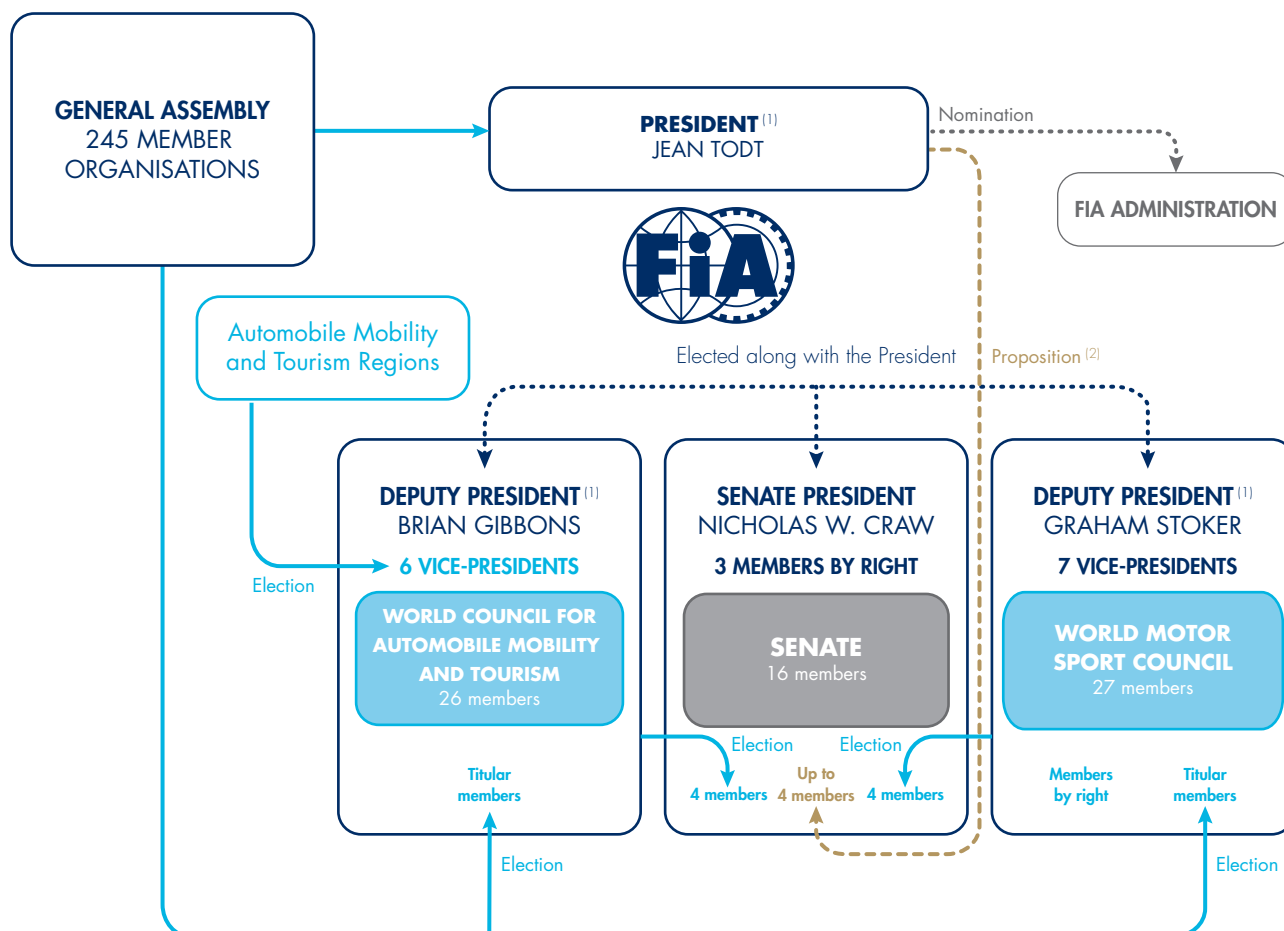 GENERAL ASSEMBLY
245 MEMBER
ORGANISATIONS
PRESIDENT (1)
JEAN TODT
Nomination
FIA ADMINISTRATION
FiA
Automobile Mobility
and Tourism Regions
Elected along with the President
Proposition (2)
DEPUTY PRESIDENT (1)
BRIAN GIBBONS
6 VICE-PRESIDENTS
Election
WORLD COUNCIL FOR
AUTOMOBILE MOBILITY
AND TOURISM
26 members
Titular
members
Election
SENATE PRESIDENT
NICHOLAS W. CRAW
3 MEMBERS BY RIGHT
SENATE
16 members
Election
Election
4 members
Up to
4 members
4 members
DEPUTY PRESIDENT (1)
GRAHAM STOKER
7 VICE-PRESIDENTS
WORLD MOTOR
SPORT COUNCIL
27 members
Members
by right
Titular
members
Election